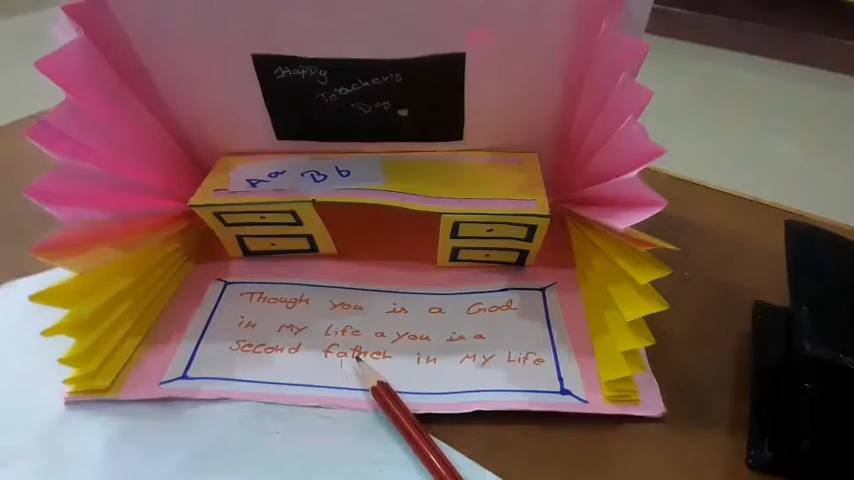 Happy
Teacher's
Day
Aa Bb
Though you is a God
in my life a you is a
second father in my life